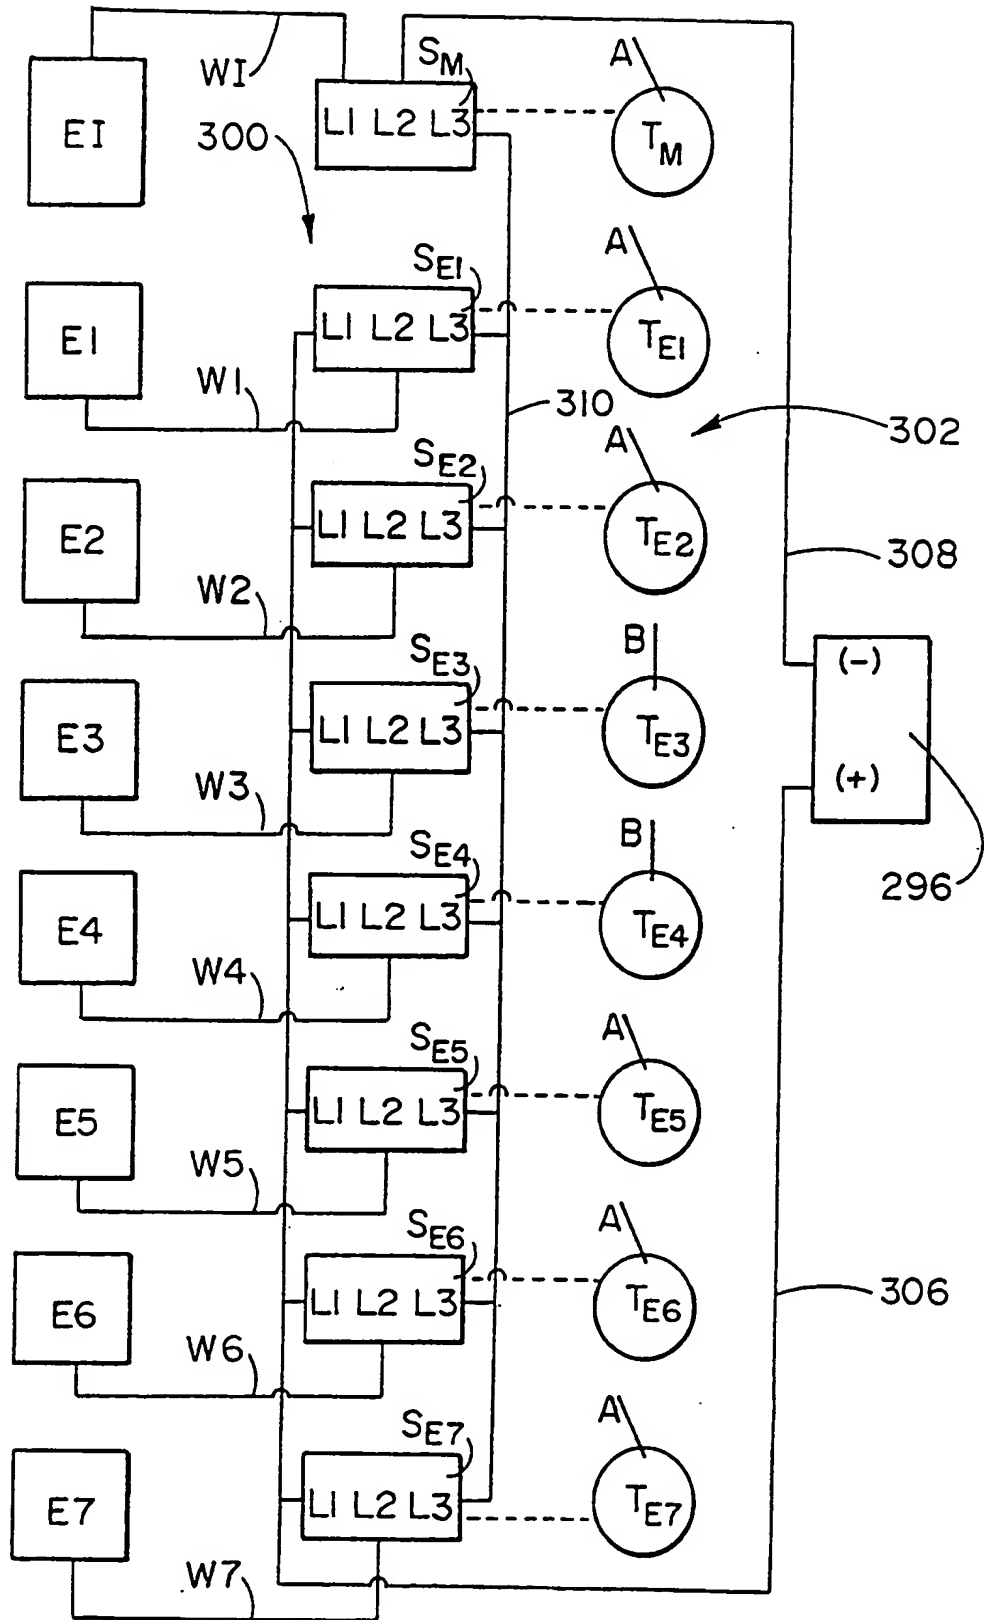 WI
SM
A
EI
300
L1 L2 L3
TM
SE1
A
E1
L1 L2 L3
TE1
W1
310
302
SE2
A
E2
L1 L2 L3
TE2
308
W2
SE3
B
(-)
E3
L1 L2 L3
TE3
(+)
W3
SE4
B
296
E4
L1 L2 L3
TE4
W4
SE5
A
E5
L1 L2 L3
TE5
W5
SE6
A
E6
L1 L2 L3
TE6
306
W6
SE7
A
E7
L1 L2 L3
TE7
W7